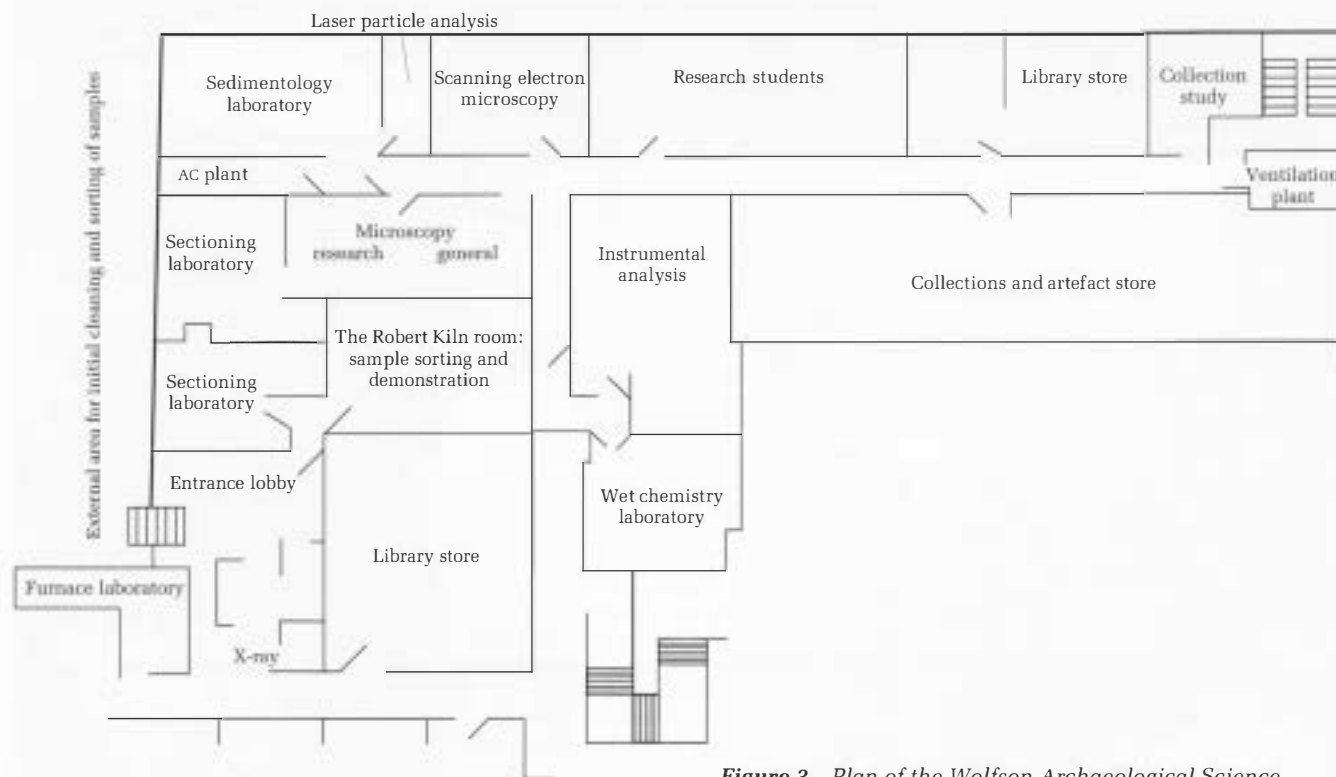 Laser particle analysis
Sedimentology
laboratory
Scanning electron
microscopy
Research students
Library store
Collection
study
External area for initial cleaning and sorting of samples
AC plant
Ventilation
plant
Sectioning
laboratory
Microscopy
research general
Instrumental
analysis
Collections and artefact store
The Robert Kiln room:
sample sorting and
demonstration
Sectioning
laboratory
Entrance lobby
Wet chemistry
laboratory
Library store
Furnace laboratory
X-ray
Figure 3 Plan of the Wolfson Archaeological Science